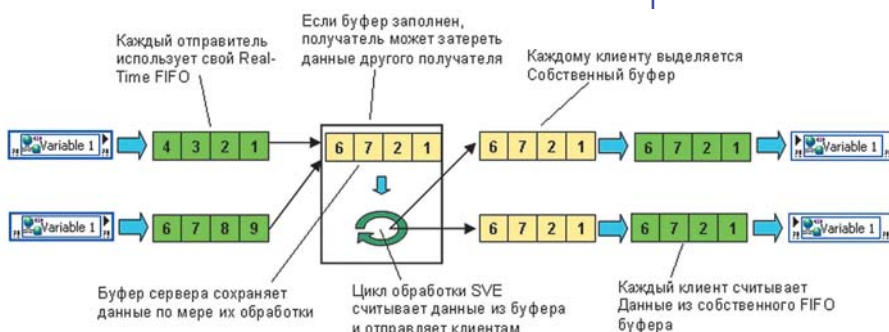 Если буфер заполнен,
получатель может затереть
данные другого получателя
Каждый отправитель
использует свой Real-
Time FIFO
Каждому клиенту выделяется
Собственный буфер
Variable 1
4 3 2 1
6 7 2 1
6 7 2 1
6 7 2 1
Variable 1
Variable 1
6 7 8 9
6 7 2 1
6 7 2 1
Variable 1
Буфер сервера сохраняет
данные по мере их обработки
Цикл обработки SVE
считывает данные из буфера
и отправляет клиентам
Каждый клиент считывает
Данные из собственного FIFO
буфера